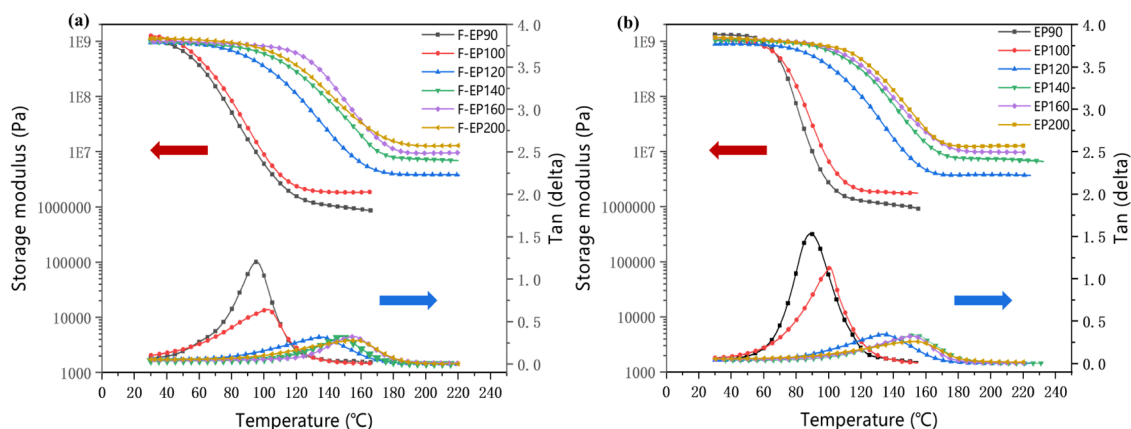 (a)
Storage modulus (Pa)
1E9
1E8
1E7
1000000
100000
10000
1000
F-EP90
F-EP100
F-EP120
F-EP140
F-EP160
F-EP200
4.0
3.5
3.0
2.5
2.0
1.5
1.0
0.5
0.0
Tan (delta)
0 20 40 60 80 100 120 140 160 180 200 220 240
Temperature (℃)
(b)
Storage modulus (Pa)
1E9
1E8
1E7
1000000
100000
10000
1000
EP90
EP100
EP120
EP140
EP160
EP200
4.0
3.5
3.0
2.5
2.0
1.5
1.0
0.5
0.0
Tan (delta)
0 20 40 60 80 100 120 140 160 180 200 220 240
Temperature (℃)